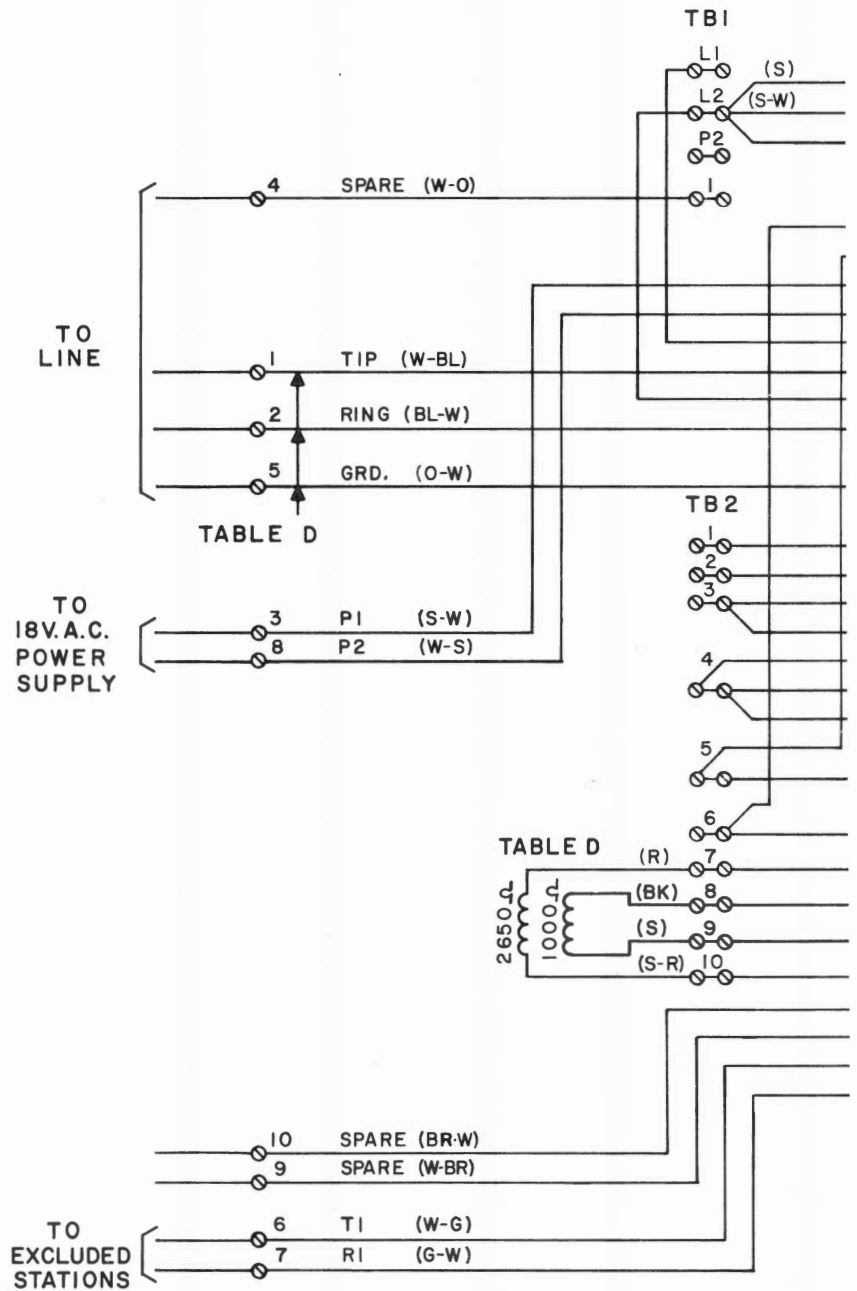 TB1
L1
(S)
L2
(S-W)
P2
4 SPARE (W-O)
1
TO
LINE
1 TIP (W-BL)
2 RING (BL-W)
5 GRD. (O-W)
TABLE D
TB2
1
2
3
4
5
6
TO
18V.A.C.
POWER
SUPPLY
3 P1 (S-W)
8 P2 (W-S)
TABLE D
2650Ω
1000Ω
(R) 7
(BK) 8
(S) 9
(S-R) 10
10 SPARE (BR-W)
9 SPARE (W-BR)
TO
EXCLUDED
STATIONS
6 T1 (W-G)
7 R1 (G-W)